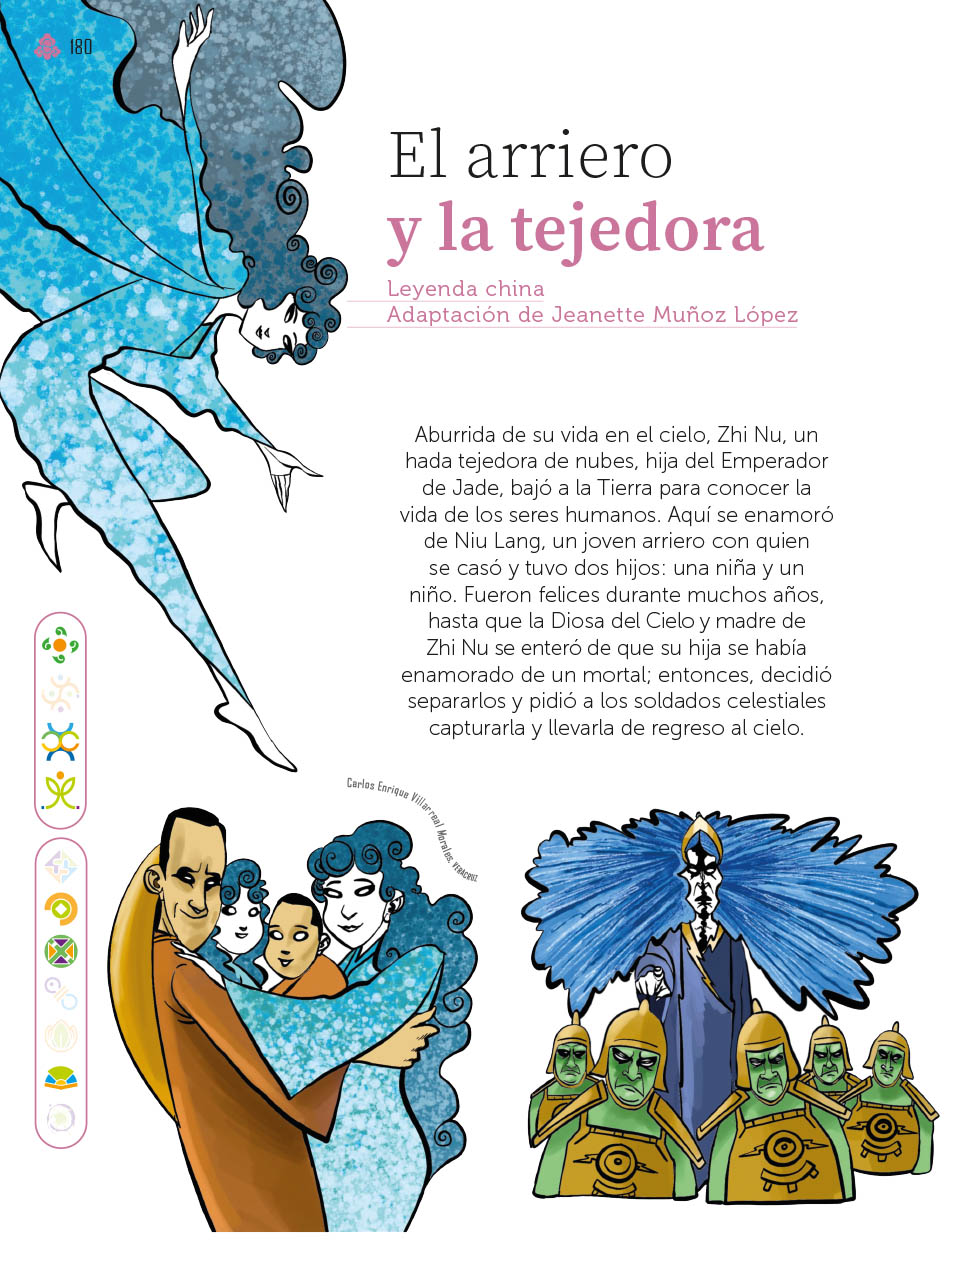 180
El arriero
y la tejedora
Leyenda china
Adaptación de Jeanette Muñoz López
Aburrida de su vida en el cielo, Zhi Nu, un
hada tejedora de nubes, hija del Emperador
de Jade, bajó a la Tierra para conocer la
vida de los seres humanos. Aquí se enamoró
de Niu Lang, un joven arriero con quien
se casó y tuvo dos hijos: una niña y un
niño. Fueron felices durante muchos años,
hasta que la Diosa del Cielo y madre de
Zhi Nu se enteró de que su hija se había
enamorado de un mortal; entonces, decidió
separarlos y pidió a los soldados celestiales
capturarla y llevarla de regreso al cielo.
Carlos Enrique Villarreal Morales, VERACRUZ